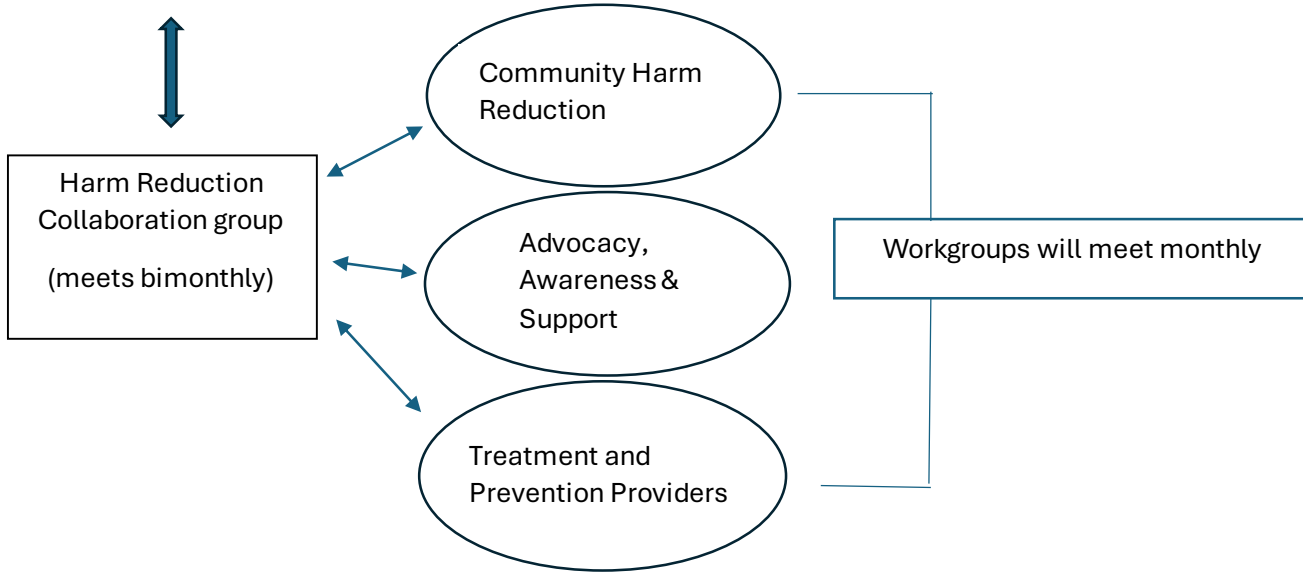 Harm Reduction
Collaboration group
(meets bimonthly)
Community Harm
Reduction
Advocacy,
Awareness &
Support
Treatment and
Prevention Providers
Workgroups will meet monthly